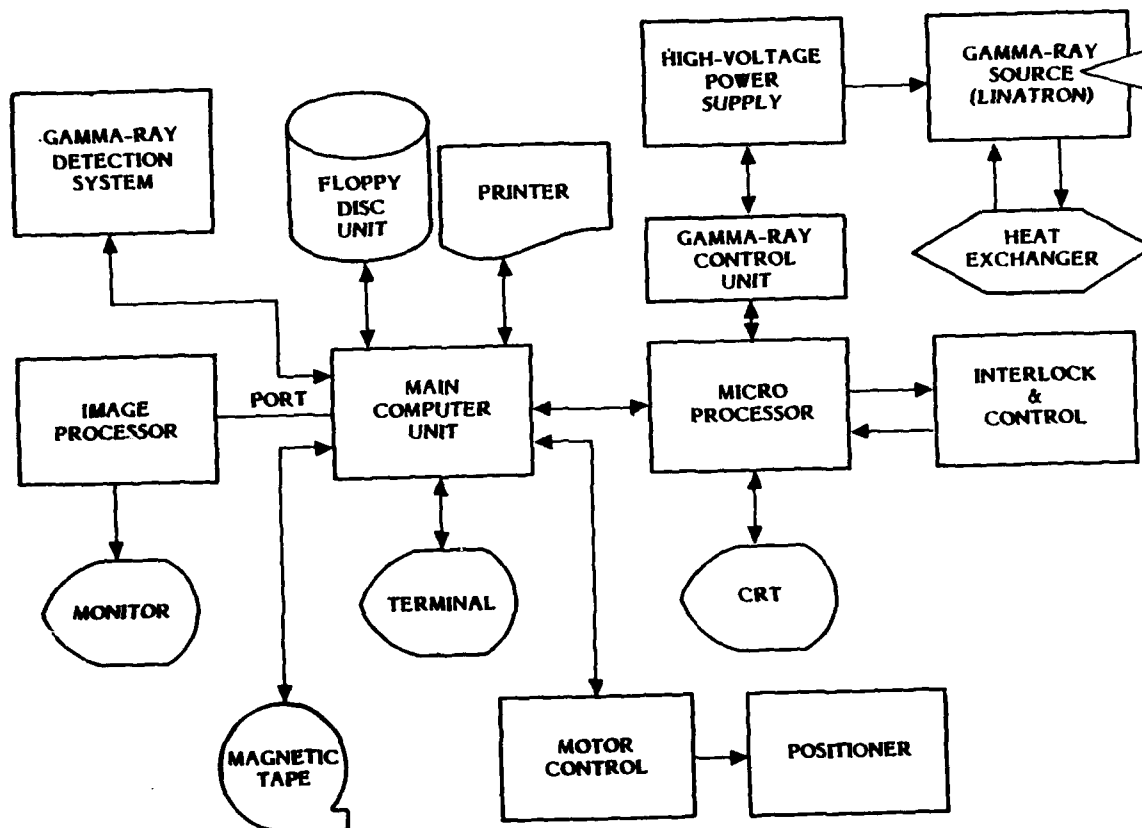 HIGH-VOLTAGE
POWER
SUPPLY
GAMMA-RAY
SOURCE
(LINATRON)
GAMMA-RAY
DETECTION
SYSTEM
FLOPPY
DISC
UNIT
PRINTER
GAMMA-RAY
CONTROL
UNIT
HEAT
EXCHANGER
IMAGE
PROCESSOR
PORT
MAIN
COMPUTER
UNIT
MICRO
PROCESSOR
INTERLOCK
&
CONTROL
MONITOR
TERMINAL
CRT
MAGNETIC
TAPE
MOTOR
CONTROL
POSITIONER